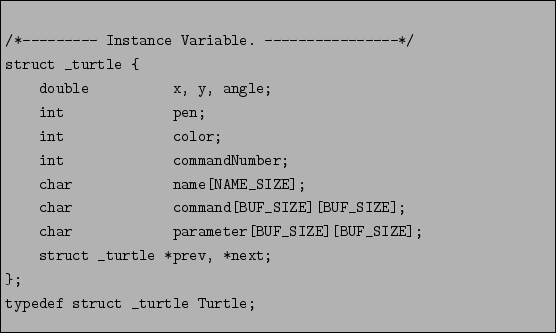 /*--------- Instance Variable. ----------------*/
struct _turtle {
    double          x, y, angle;
    int             pen;
    int             color;
    int             commandNumber;
    char            name[NAME_SIZE];
    char            command[BUF_SIZE][BUF_SIZE];
    char            parameter[BUF_SIZE][BUF_SIZE];
    struct _turtle *prev, *next;
};
typedef struct _turtle Turtle;